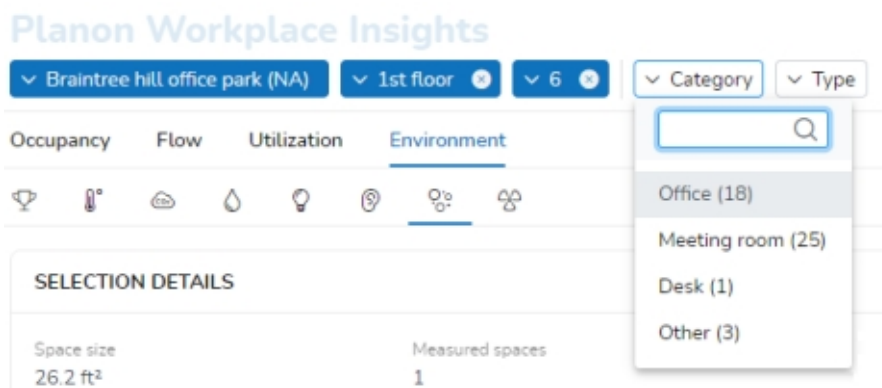 Planon Workplace Insights
Braintree hill office park (NA) 1st floor 6 Category Type
Occupancy Flow Utilization Environment
CO₂
Office (18)
Meeting room (25)
SELECTION DETAILS
Desk (1)
Other (3)
Space size Measured spaces
26.2 ft² 1